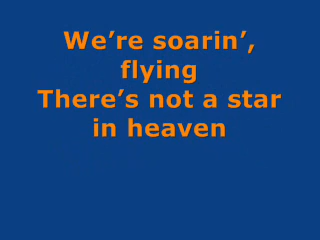 We’re soarin’,
flying
There’s not a star
in heaven